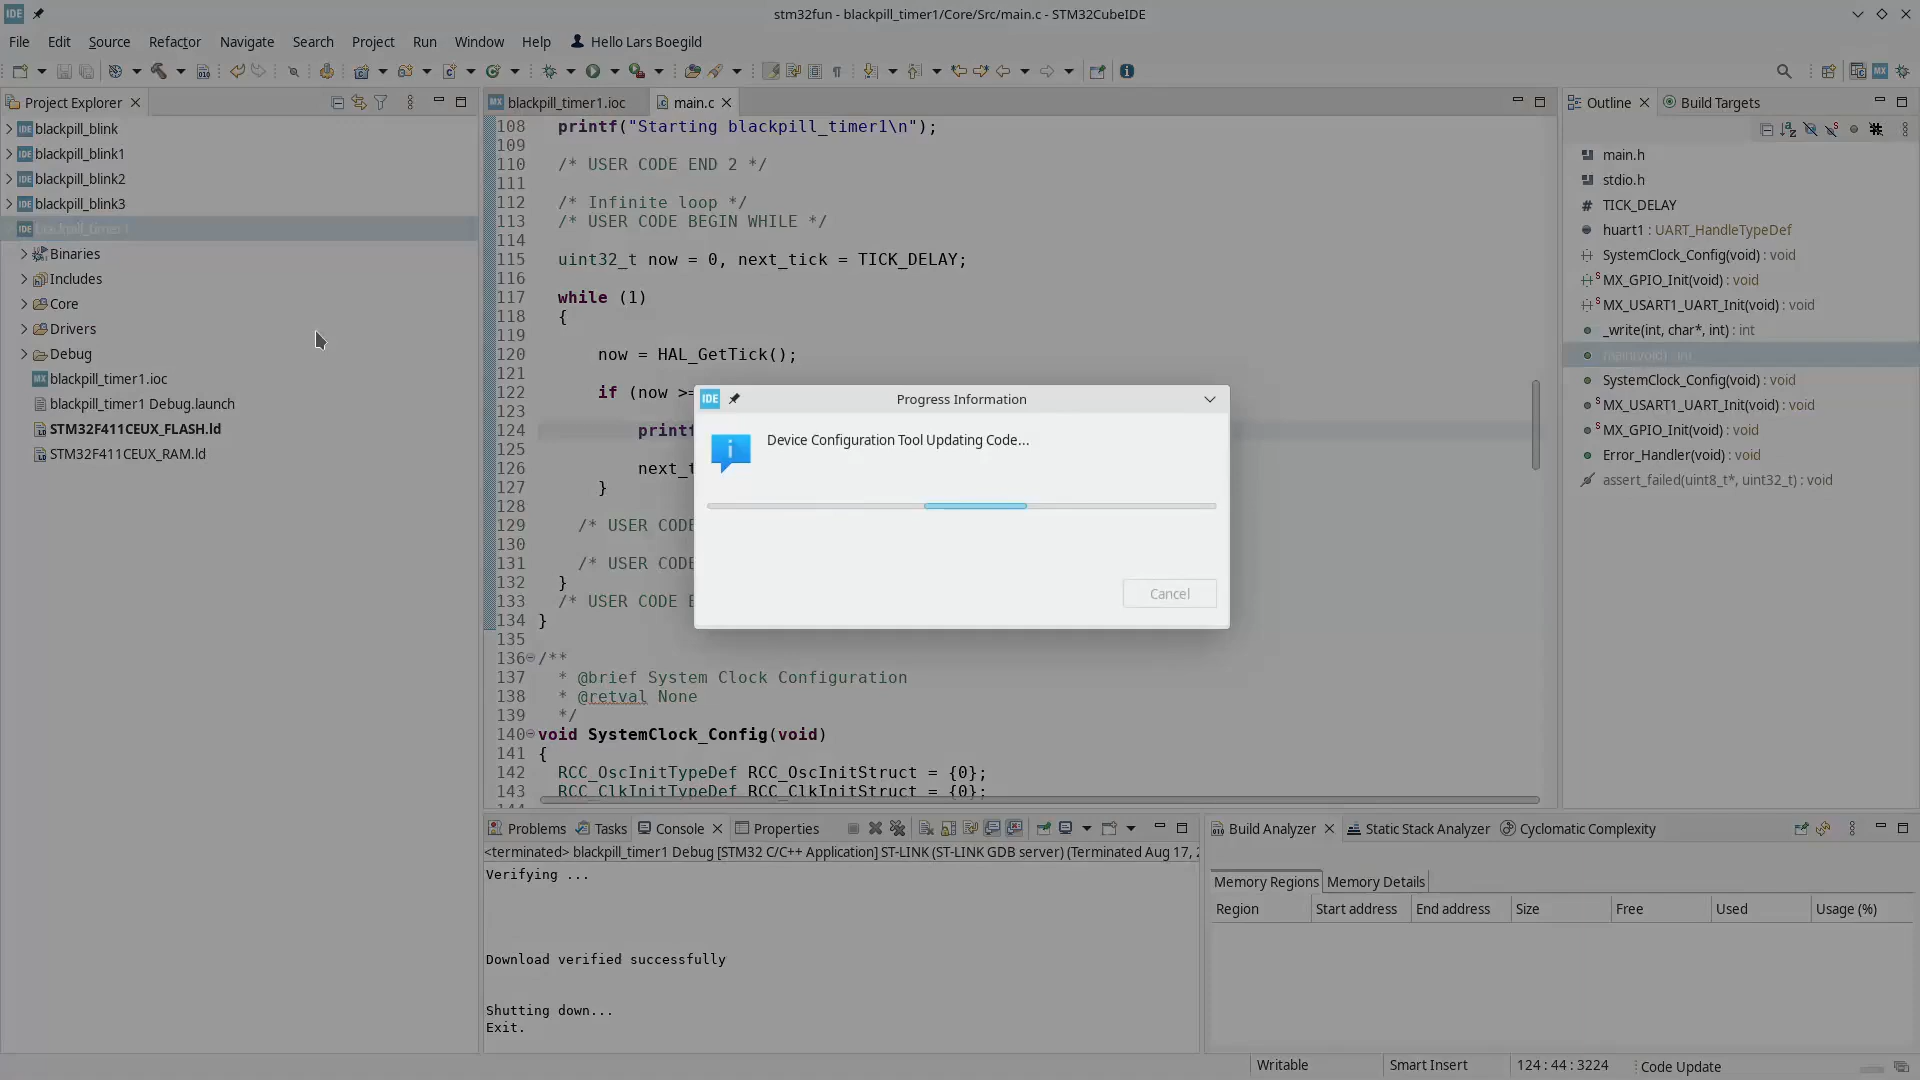 IDE
stm32fun - blackpill_timer1/Core/Src/main.c - STM32CubeIDE
File Edit Source Refactor Navigate Search Project Run Window Help Hello Lars Boegild
Project Explorer
blackpill_blink
blackpill_blink1
blackpill_blink2
blackpill_blink3
blackpill_timer1
Binaries
Includes
Core
Drivers
Debug
blackpill_timer1.ioc
blackpill_timer1 Debug.launch
STM32F411CEUX_FLASH.ld
STM32F411CEUX_RAM.ld
blackpill_timer1.ioc
main.c
108 printf("Starting blackpill_timer1\n");
109
110 /* USER CODE END 2 */
111
112 /* Infinite loop */
113 /* USER CODE BEGIN WHILE */
114
115 uint32_t now = 0, next_tick = TICK_DELAY;
116
117 while (1)
118 {
119
120 now = HAL_GetTick();
121
122 if (now >=
123
124 printf
125
126 next_t
127 }
128
129 /* USER CODE
130
131 /* USER CODE
132 }
133 /* USER CODE
134 }
135
136 /**
137 * @brief System Clock Configuration
138 * @retval None
139 */
140 void SystemClock_Config(void)
141 {
142 RCC_OscInitTypeDef RCC_OscInitStruct = {0};
143 RCC_ClkInitTypeDef RCC_ClkInitStruct = {0};
IDE Progress Information
Device Configuration Tool Updating Code...
Cancel
Outline Build Targets
main.h
stdio.h
TICK_DELAY
huart1 : UART_HandleTypeDef
SystemClock_Config(void) : void
MX_GPIO_Init(void) : void
MX_USART1_UART_Init(void) : void
_write(int, char*, int) : int
main(void) : int
SystemClock_Config(void) : void
MX_USART1_UART_Init(void) : void
MX_GPIO_Init(void) : void
Error_Handler(void) : void
assert_failed(uint8_t*, uint32_t) : void
Problems Tasks Console Properties
<terminated> blackpill_timer1 Debug [STM32 C/C++ Application] ST-LINK (ST-LINK GDB server) (Terminated Aug 17, 2
Verifying ...
Download verified successfully
Shutting down...
Exit.
Build Analyzer Static Stack Analyzer Cyclomatic Complexity
Memory Regions Memory Details
Region Start address End address Size Free Used Usage (%)
Writable Smart Insert 124 : 44 : 3224 Code Update